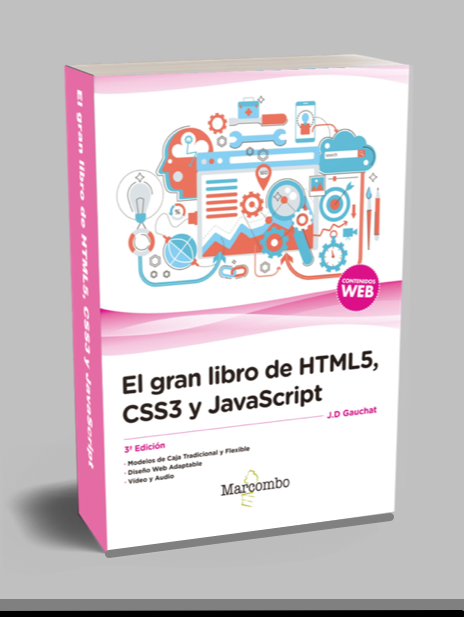 El gran libro de HTML5, CSS3 y JavaScript
CONTENIDOS
WEB
El gran libro de HTML5,
CSS3 y JavaScript
J.D Gauchat
3ª Edición
· Modelos de Caja Tradicional y Flexible
· Diseño Web Adaptable
· Vídeo y Audio
Marcombo